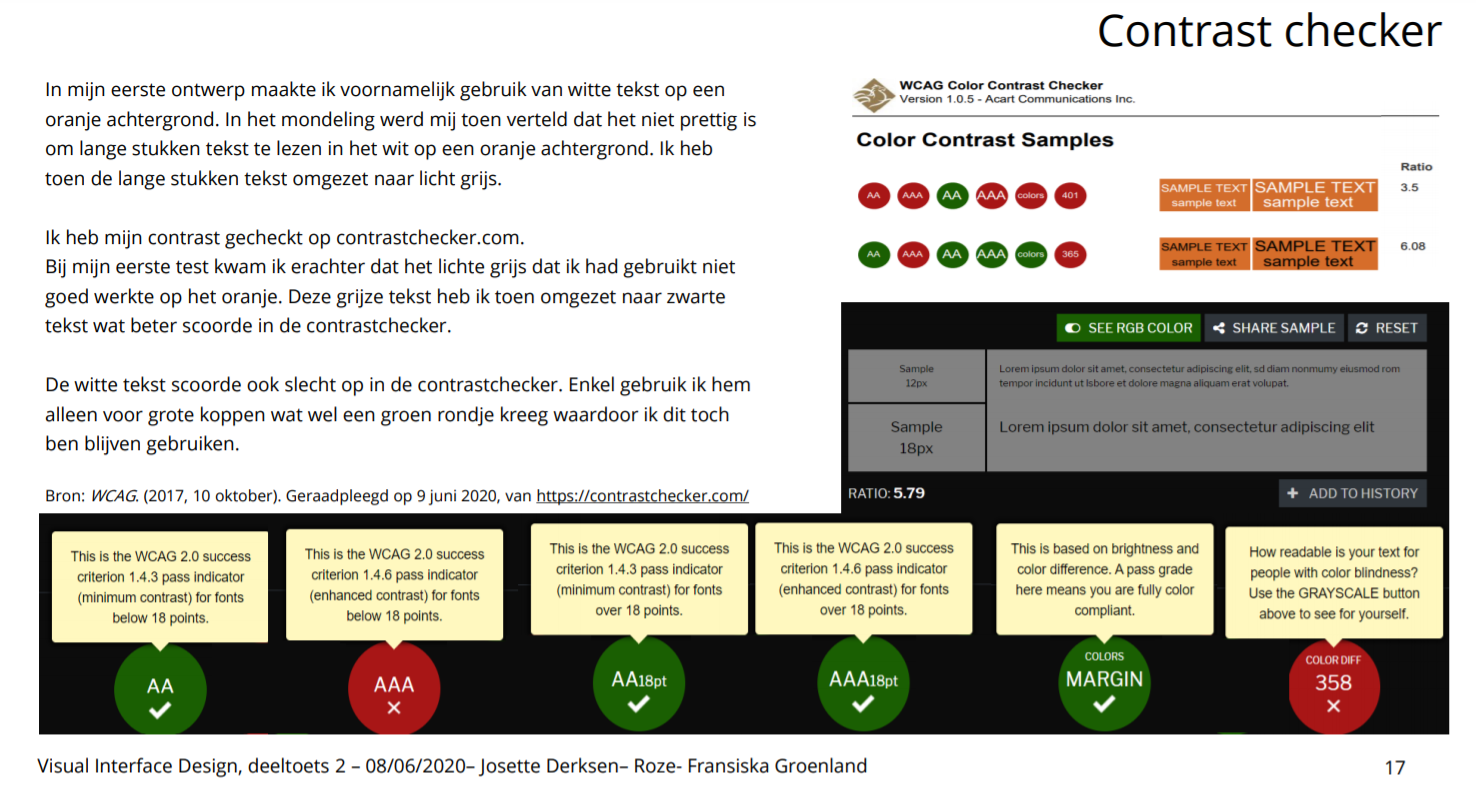 Contrast checker
In mijn eerste ontwerp maakte ik voornamelijk gebruik van witte tekst op een
oranje achtergrond. In het mondeling werd mij toen verteld dat het niet prettig is
om lange stukken tekst te lezen in het wit op een oranje achtergrond. Ik heb
toen de lange stukken tekst omgezet naar licht grijs.
Ik heb mijn contrast gecheckt op contrastchecker.com.
Bij mijn eerste test kwam ik erachter dat het lichte grijs dat ik had gebruikt niet
goed werkte op het oranje. Deze grijze tekst heb ik toen omgezet naar zwarte
tekst wat beter scoorde in de contrastchecker.
De witte tekst scoorde ook slecht op in de contrastchecker. Enkel gebruik ik hem
alleen voor grote koppen wat wel een groen rondje kreeg waardoor ik dit toch
ben blijven gebruiken.
Bron: WCAG. (2017, 10 oktober). Geraadpleegd op 9 juni 2020, van https://contrastchecker.com/
WCAG Color Contrast Checker
Version 1.0.5 - Acart Communications Inc.
Color Contrast Samples
Ratio
AA AAA AA AAA colors 401 SAMPLE TEXT SAMPLE TEXT 3.5
sample text sample text
AA AAA AA AAA colors 365 SAMPLE TEXT SAMPLE TEXT 6.08
sample text sample text
SEE RGB COLOR SHARE SAMPLE RESET
Sample
12px
Lorem ipsum dolor sit amet, consectetur adipiscing elit, sd diam nonmumy eiusmod rom
tempor incidunt ut lsbore et dolore magna aliquam erat volupat.
Sample
18px
Lorem ipsum dolor sit amet, consectetur adipiscing elit
RATIO: 5.79
+ ADD TO HISTORY
This is the WCAG 2.0 success
criterion 1.4.3 pass indicator
(minimum contrast) for fonts
below 18 points.
AA
This is the WCAG 2.0 success
criterion 1.4.6 pass indicator
(enhanced contrast) for fonts
below 18 points.
AAA
This is the WCAG 2.0 success
criterion 1.4.3 pass indicator
(minimum contrast) for fonts
over 18 points.
AA18pt
This is the WCAG 2.0 success
criterion 1.4.6 pass indicator
(enhanced contrast) for fonts
over 18 points.
AAA18pt
This is based on brightness and
color difference. A pass grade
here means you are fully color
compliant.
COLORS
MARGIN
How readable is your text for
people with color blindness?
Use the GRAYSCALE button
above to see for yourself.
COLOR DIFF
358
Visual Interface Design, deeltoets 2 – 08/06/2020– Josette Derksen– Roze- Fransiska Groenland
17